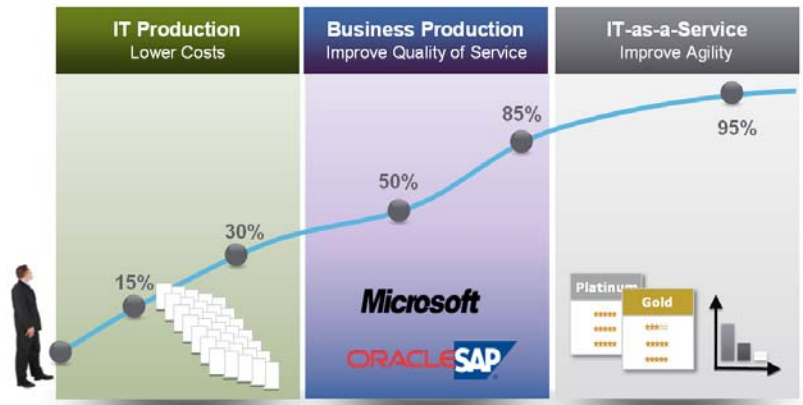 IT Production
Lower Costs
Business Production
Improve Quality of Service
IT-as-a-Service
Improve Agility
15%
30%
50%
85%
95%
Microsoft
ORACLE
SAP
Platinum
Gold